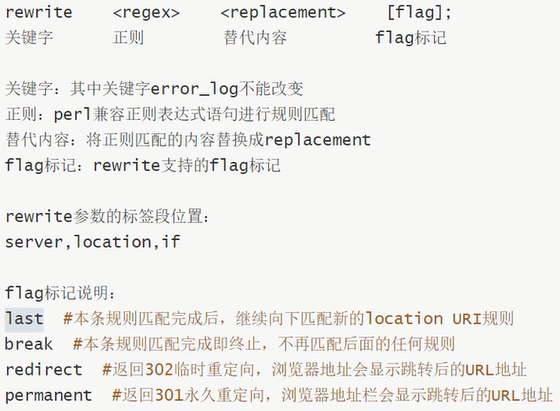 rewrite <regex> <replacement> [flag];
关键字 正则 替代内容 flag标记
关键字：其中关键字error_log不能改变
正则：perl兼容正则表达式语句进行规则匹配
替代内容：将正则匹配的内容替换成replacement
flag标记：rewrite支持的flag标记
rewrite参数的标签段位置：
server,location,if
flag标记说明：
last #本条规则匹配完成后，继续向下匹配新的location URI规则
break #本条规则匹配完成即终止，不再匹配后面的任何规则
redirect #返回302临时重定向，浏览器地址会显示跳转后的URL地址
permanent #返回301永久重定向，浏览器地址栏会显示跳转后的URL地址